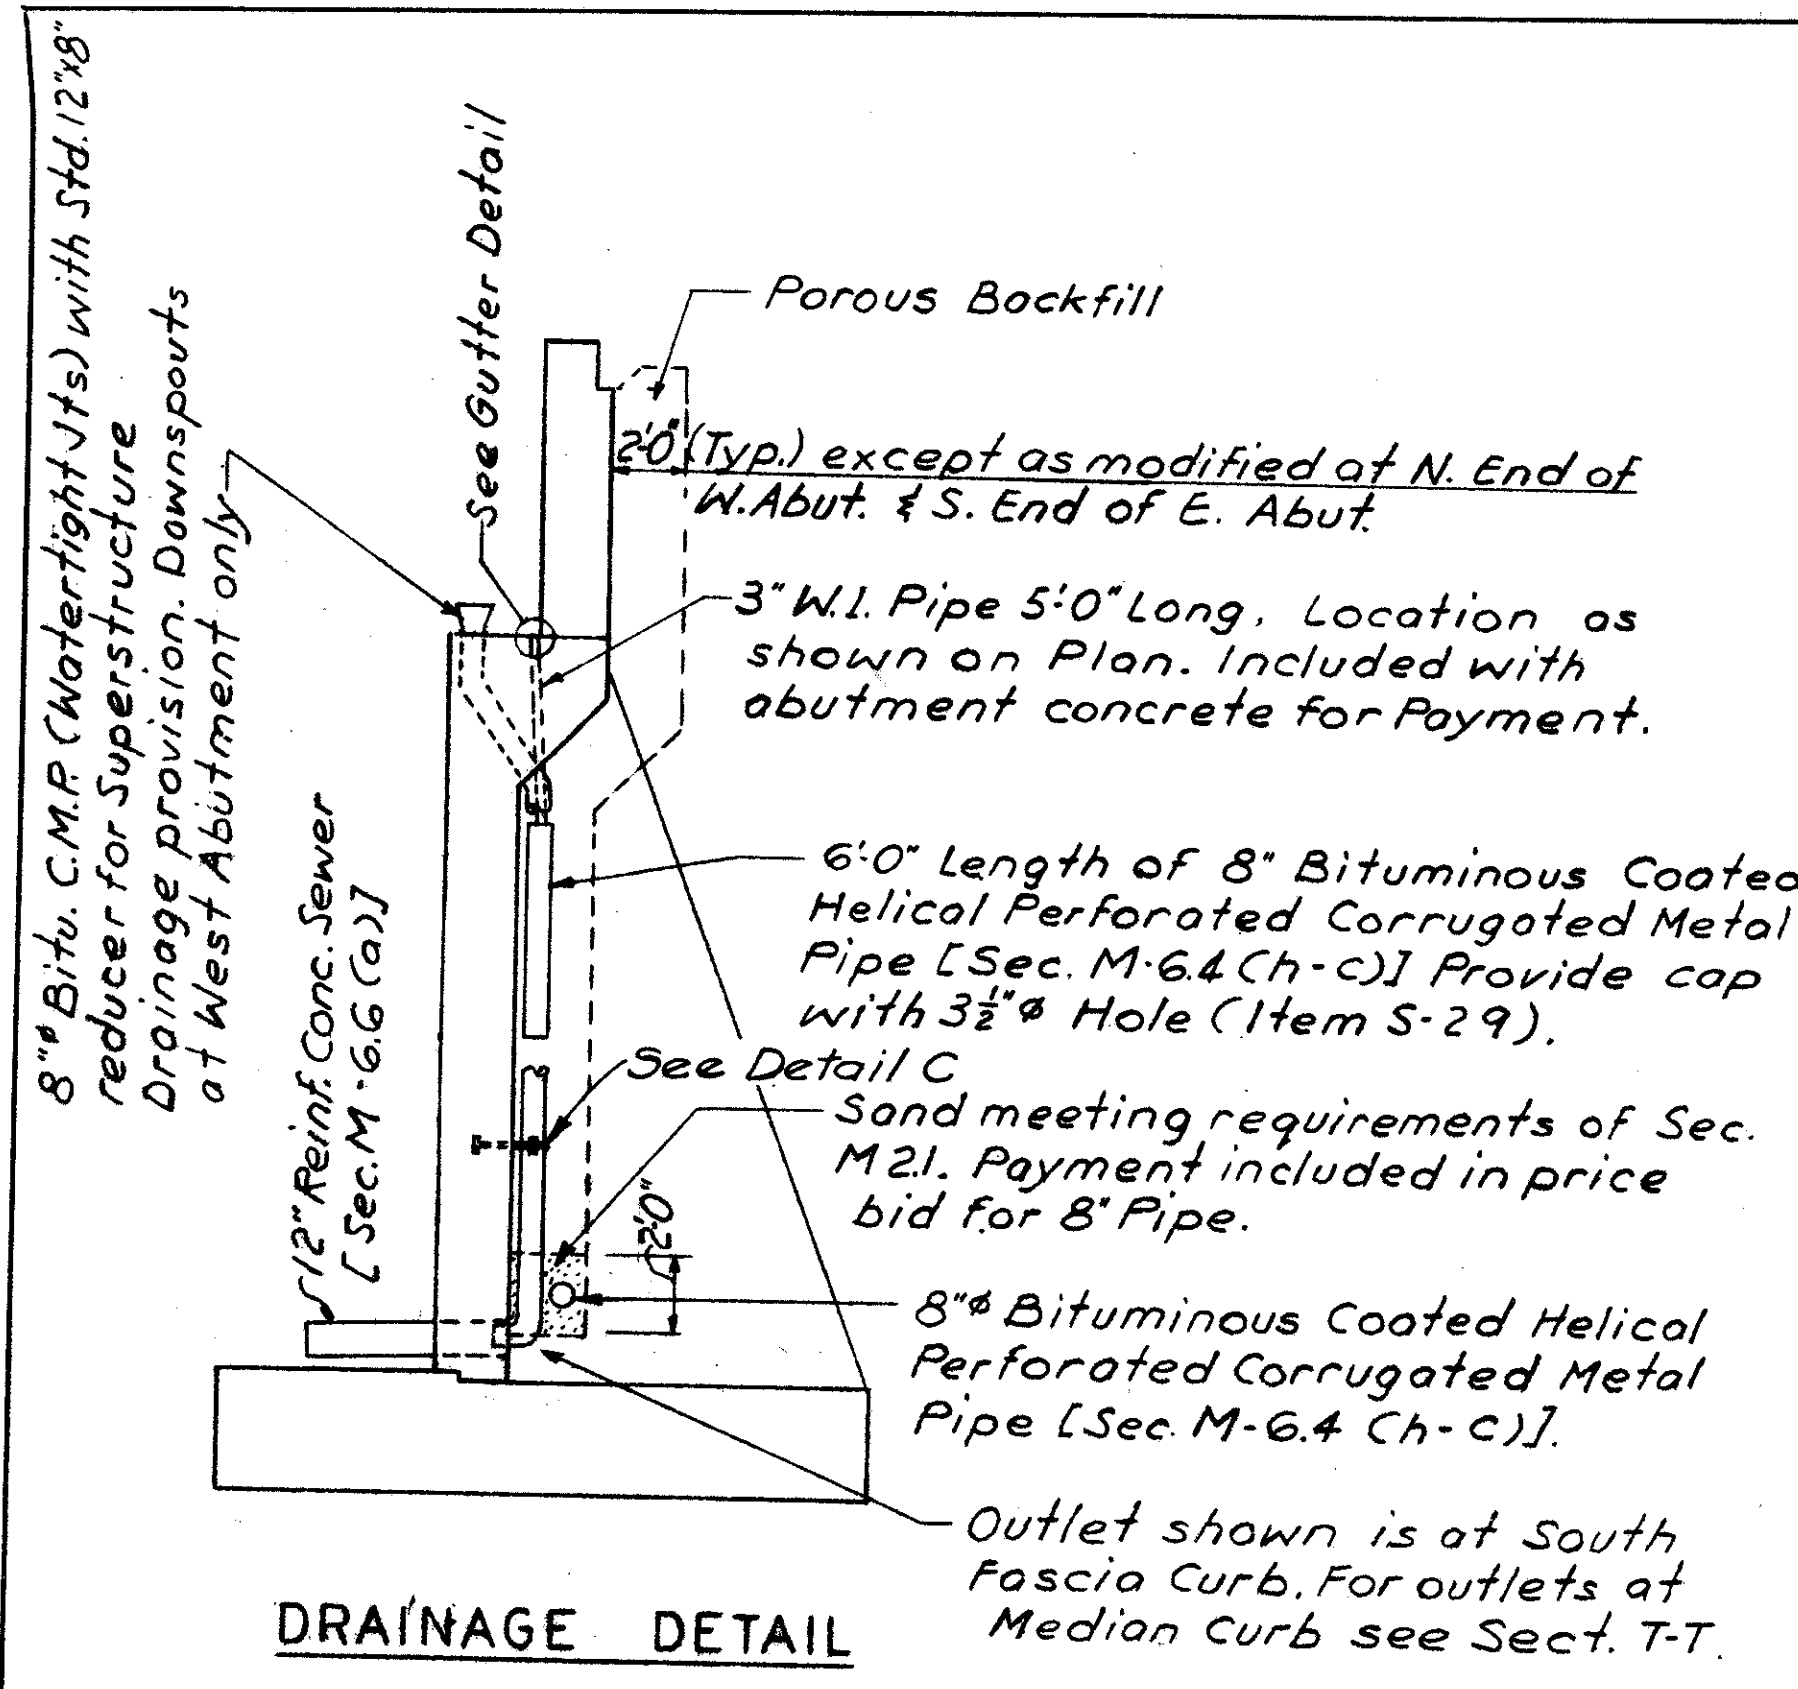 8"ø Bitu. C.M.P. (Watertight Jts) with Std. 12"x8"
reducer for Superstructure
Drainage provision. Downspouts
at West Abutment only
See Gutter Detail
Porous Backfill
2'-0" (Typ.) except as modified at N. End of
W. Abut. & S. End of E. Abut.
3" W.I. Pipe 5'-0" Long. Location as
shown on Plan. Included with
abutment concrete for Payment.
12" Reinf. Conc. Sewer
[Sec. M-6.6 (a)]
6'-0" Length of 8" Bituminous Coated
Helical Perforated Corrugated Metal
Pipe [Sec. M-6.4 (h-c)] Provide cap
with 3½"ø Hole (Item S-29).
See Detail C
Sand meeting requirements of Sec.
M 2.1. Payment included in price
bid for 8" Pipe.
2'-0"
8"ø Bituminous Coated Helical
Perforated Corrugated Metal
Pipe [Sec. M-6.4 (h-c)].
Outlet shown is at South
Fascia Curb. For outlets at
Median Curb see Sect. T-T.
DRAINAGE DETAIL